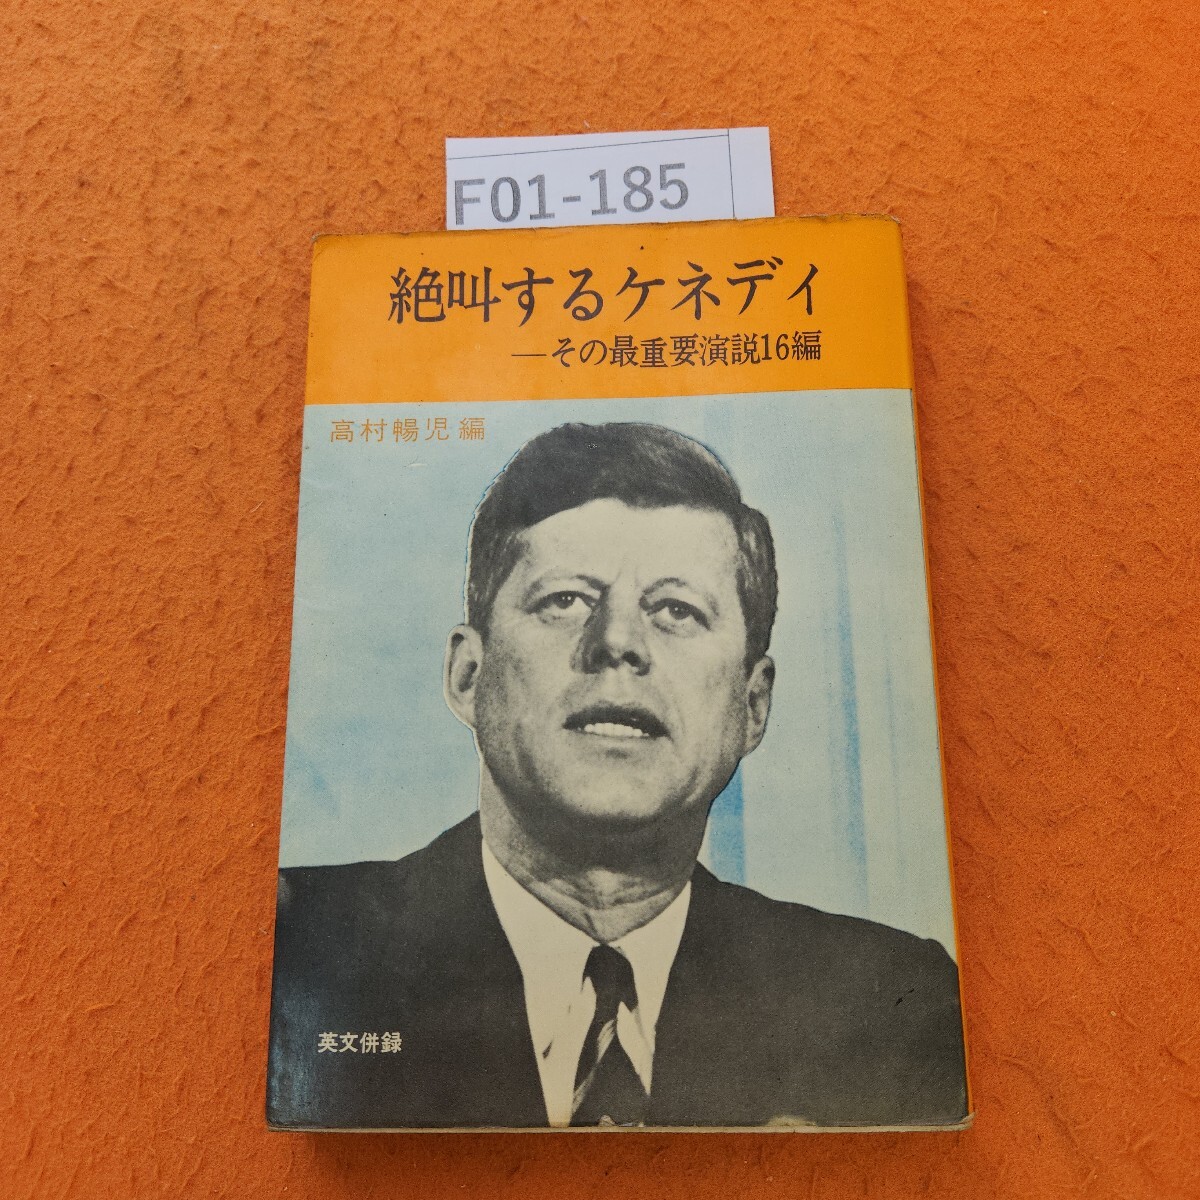 F01-185
絶叫するケネディ
―その最重要演説16編
高村暢児編
英文併録